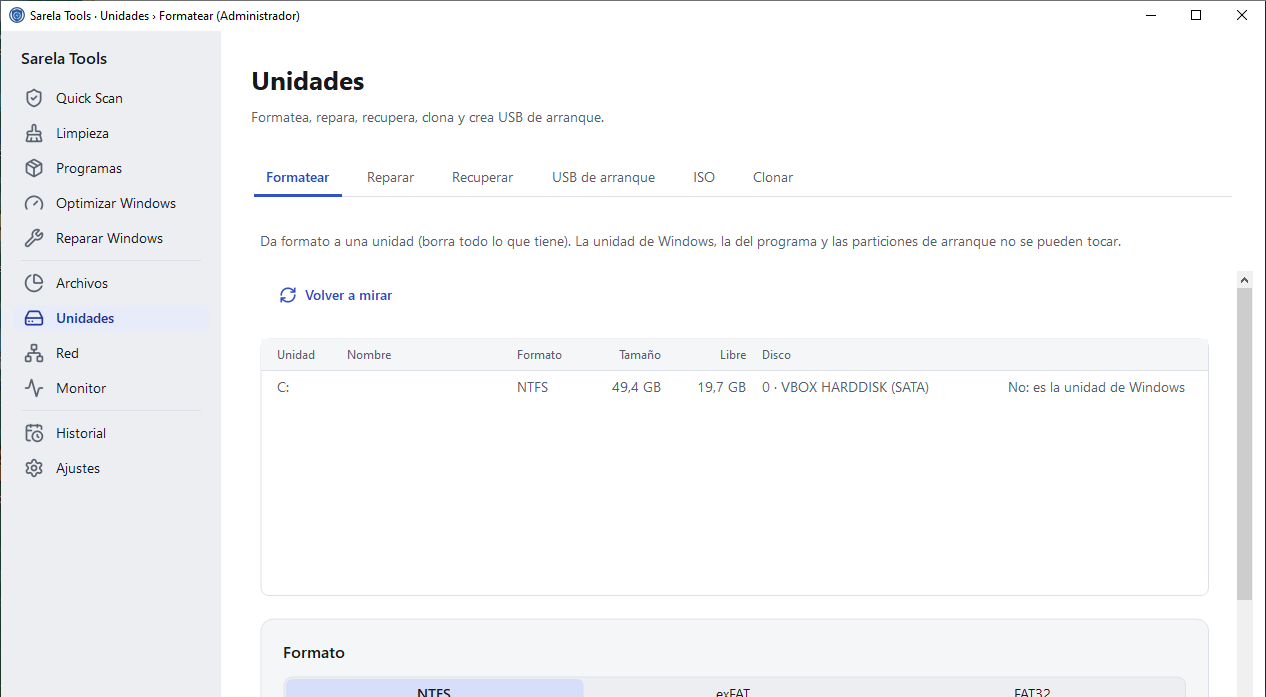 Sarela Tools · Unidades › Formatear (Administrador)
Sarela Tools
Quick Scan
Limpieza
Programas
Optimizar Windows
Reparar Windows
Archivos
Unidades
Red
Monitor
Historial
Ajustes
Unidades
Formatea, repara, recupera, clona y crea USB de arranque.
Formatear Reparar Recuperar USB de arranque ISO Clonar
Da formato a una unidad (borra todo lo que tiene). La unidad de Windows, la del programa y las particiones de arranque no se pueden tocar.
Volver a mirar
Unidad Nombre Formato Tamaño Libre Disco
C: NTFS 49,4 GB 19,7 GB 0 · VBOX HARDDISK (SATA) No: es la unidad de Windows
Formato
NTFS exFAT FAT32